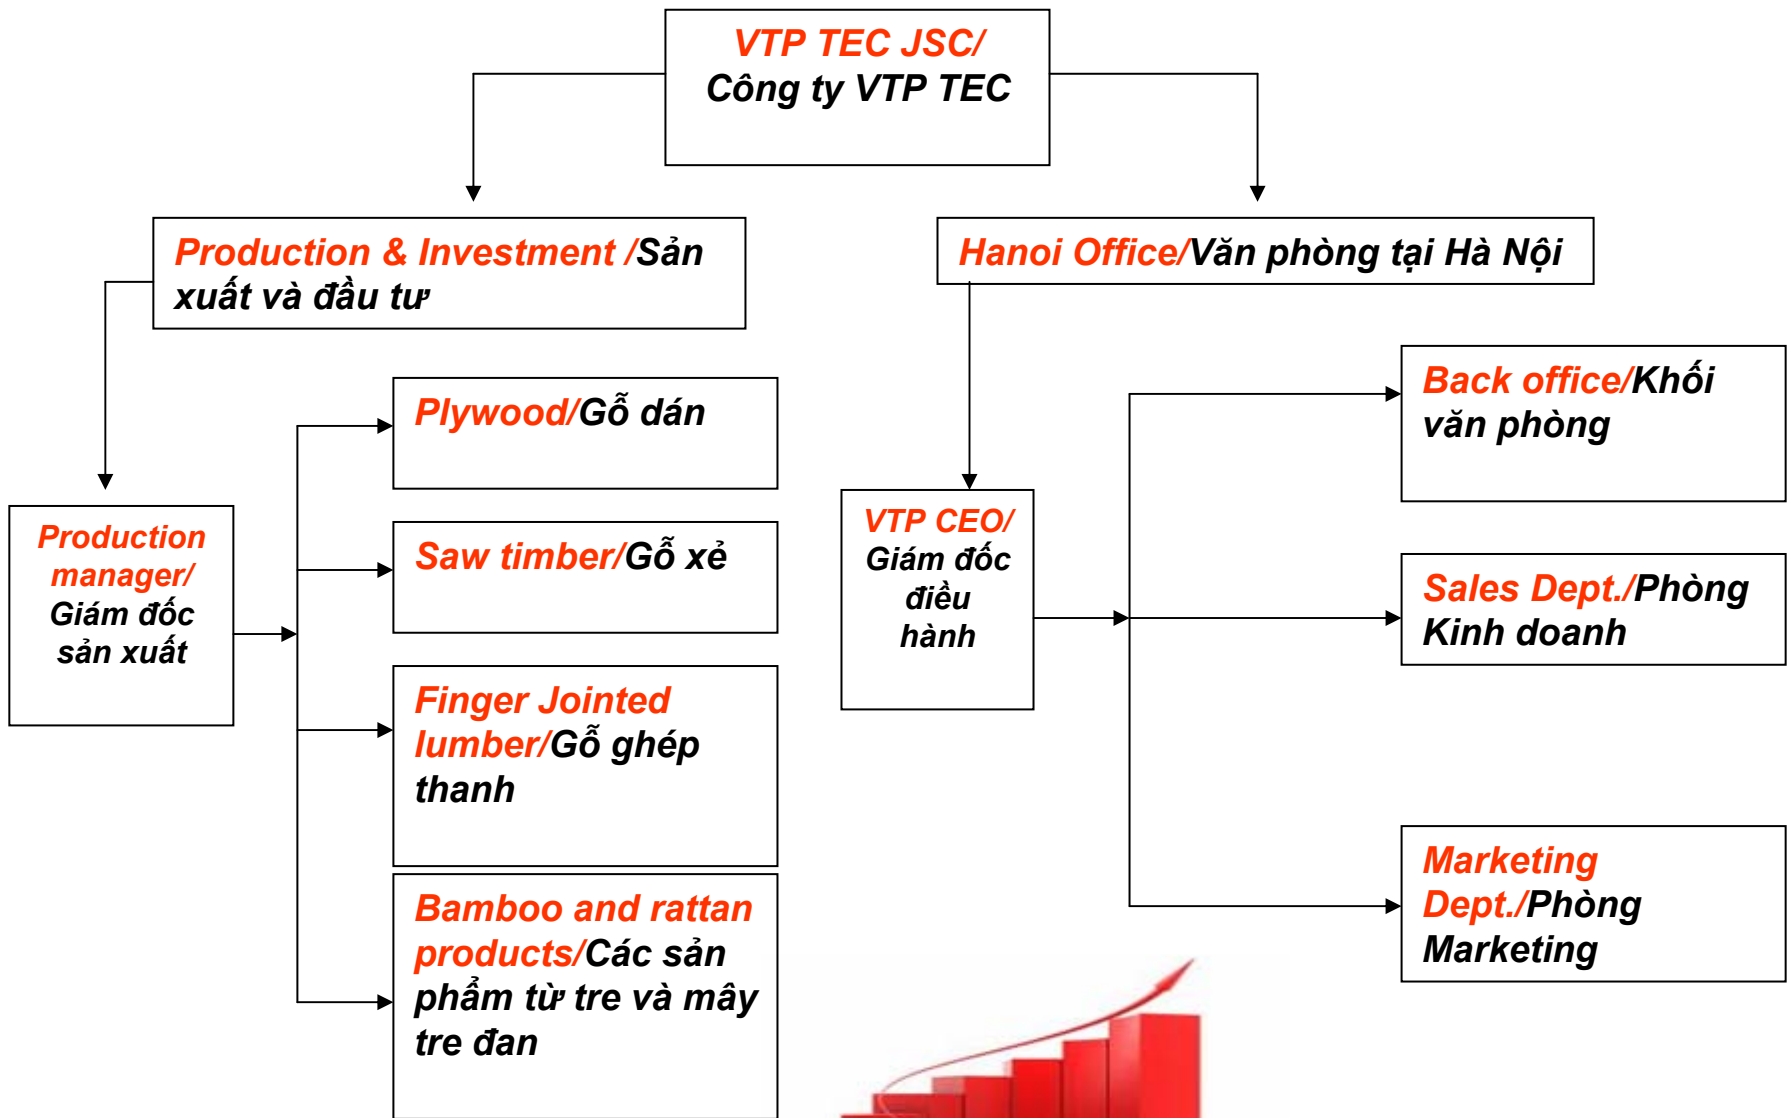 VTP TEC JSC/
Công ty VTP TEC
Production & Investment /Sản
xuất và đầu tư
Hanoi Office/Văn phòng tại Hà Nội
Production
manager/
Giám đốc
sản xuất
Plywood/Gỗ dán
Saw timber/Gỗ xẻ
Finger Jointed
lumber/Gỗ ghép
thanh
Bamboo and rattan
products/Các sản
phẩm từ tre và mây
tre đan
VTP CEO/
Giám đốc
điều
hành
Back office/Khối
văn phòng
Sales Dept./Phòng
Kinh doanh
Marketing
Dept./Phòng
Marketing